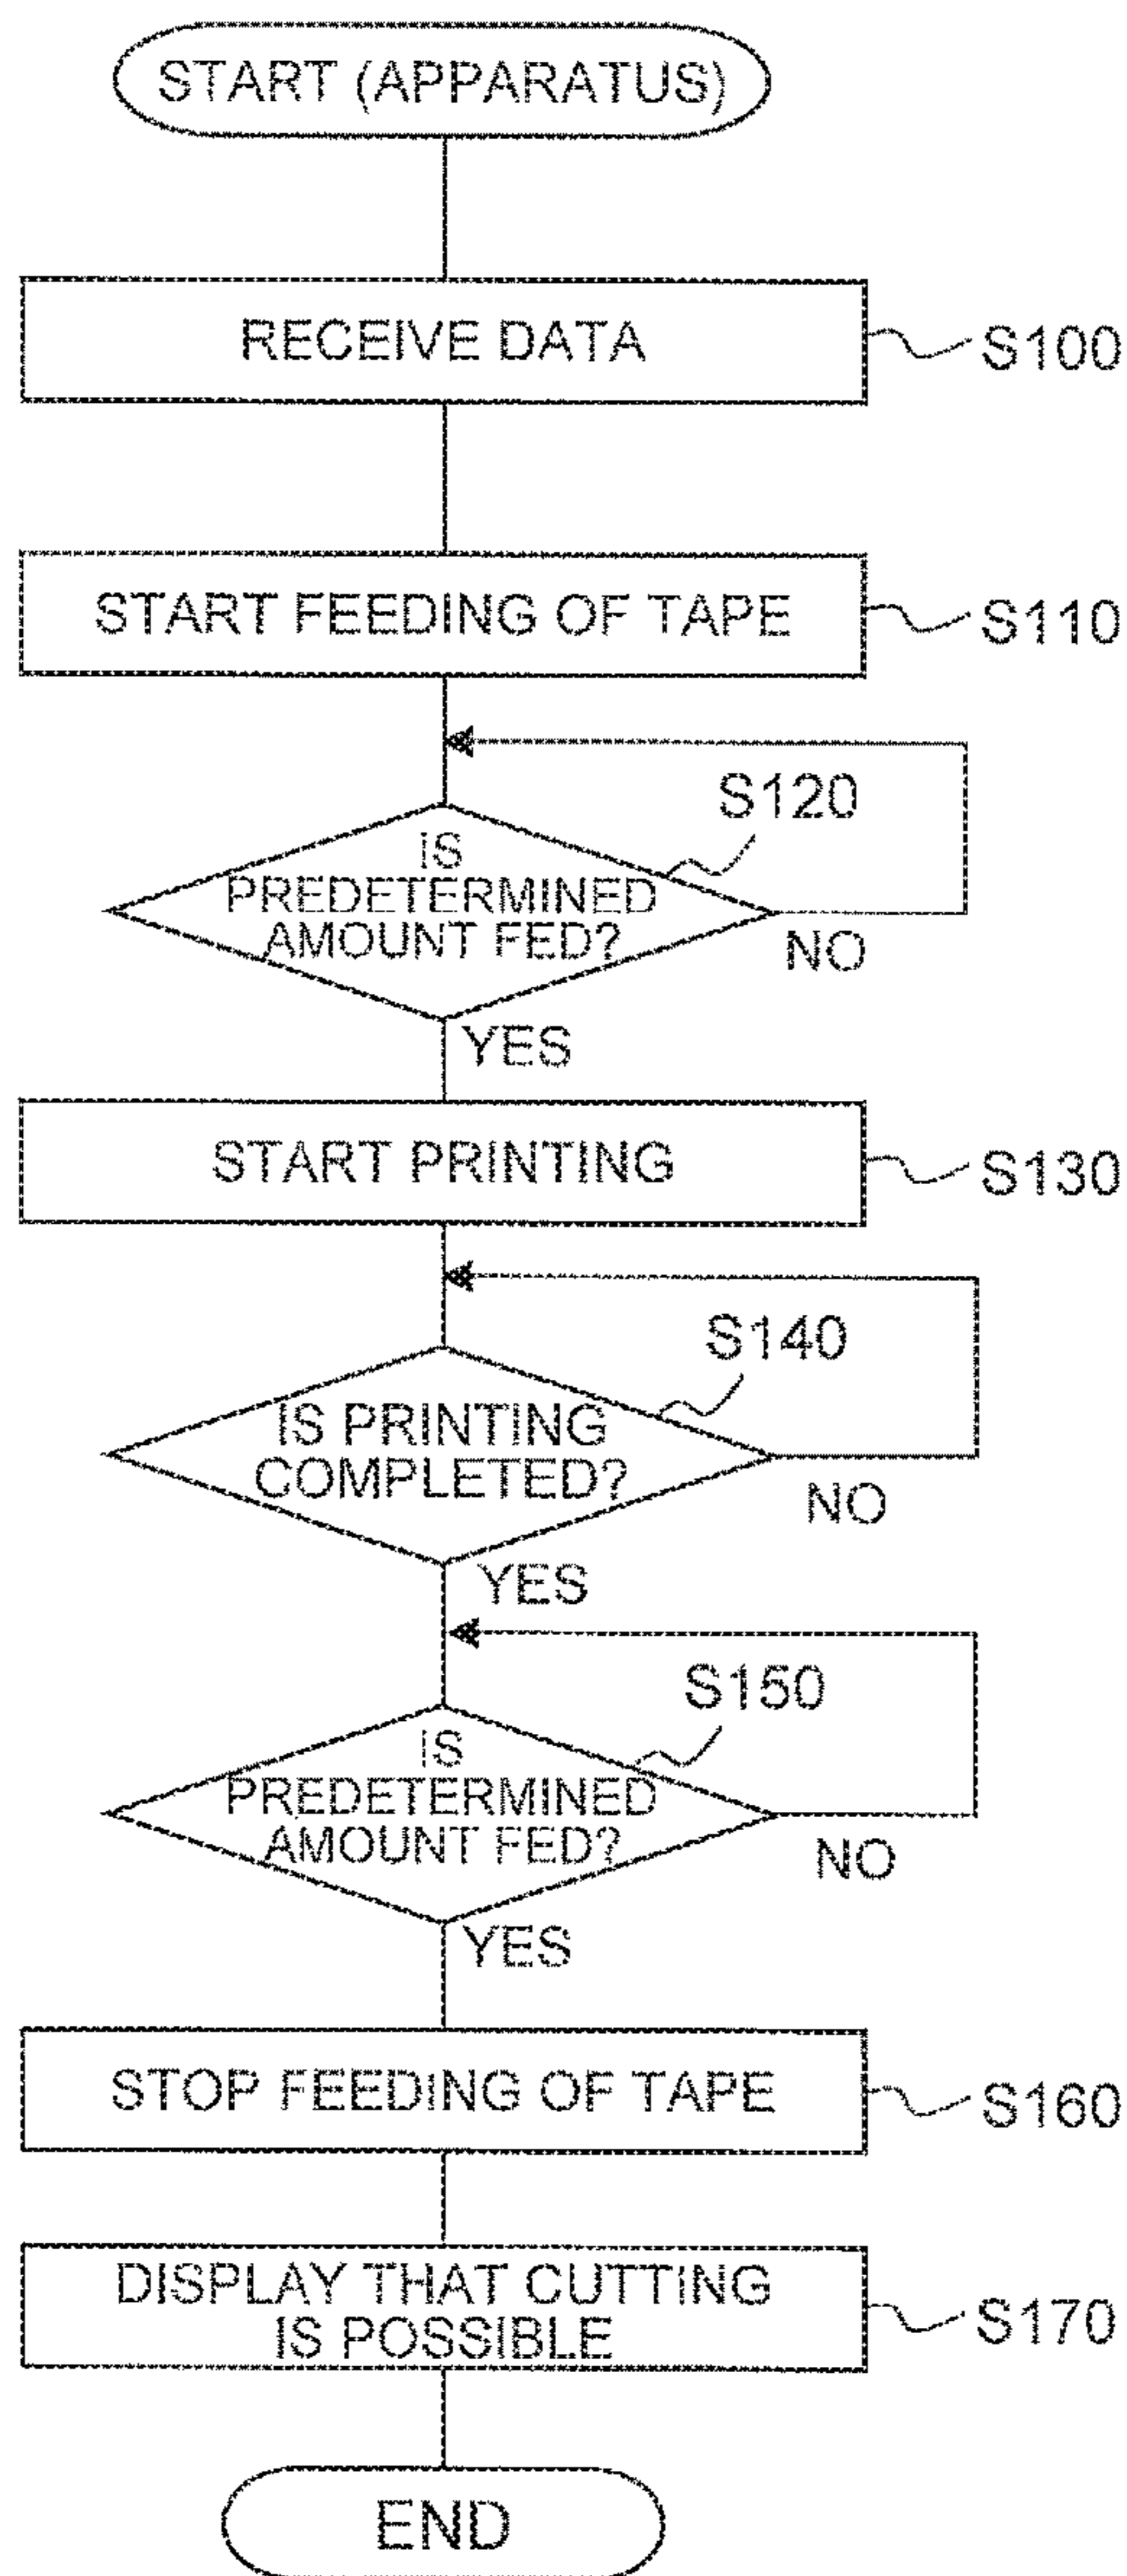 START (APPARATUS)
RECEIVE DATA
S100
START FEEDING OF TAPE
S110
S120
IS
PREDETERMINED
AMOUNT FED?
NO
YES
START PRINTING
S130
S140
IS PRINTING
COMPLETED?
NO
YES
S150
IS
PREDETERMINED
AMOUNT FED?
NO
YES
STOP FEEDING OF TAPE
S160
DISPLAY THAT CUTTING
IS POSSIBLE
S170
END